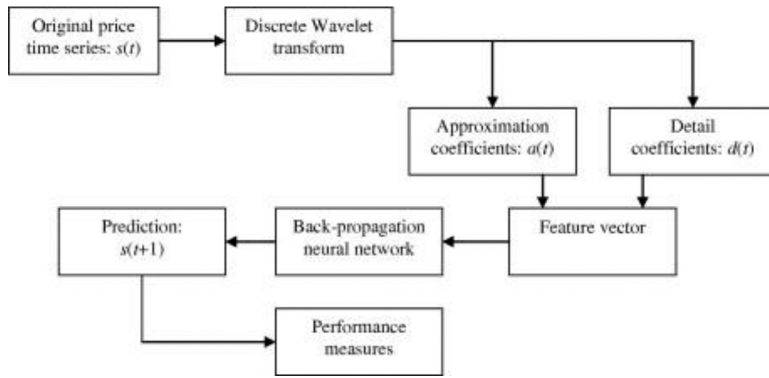 Original price
time series: s(t)
Discrete Wavelet
transform
Approximation
coefficients: a(t)
Detail
coefficients: d(t)
Prediction:
s(t+1)
Back-propagation
neural network
Feature vector
Performance
measures